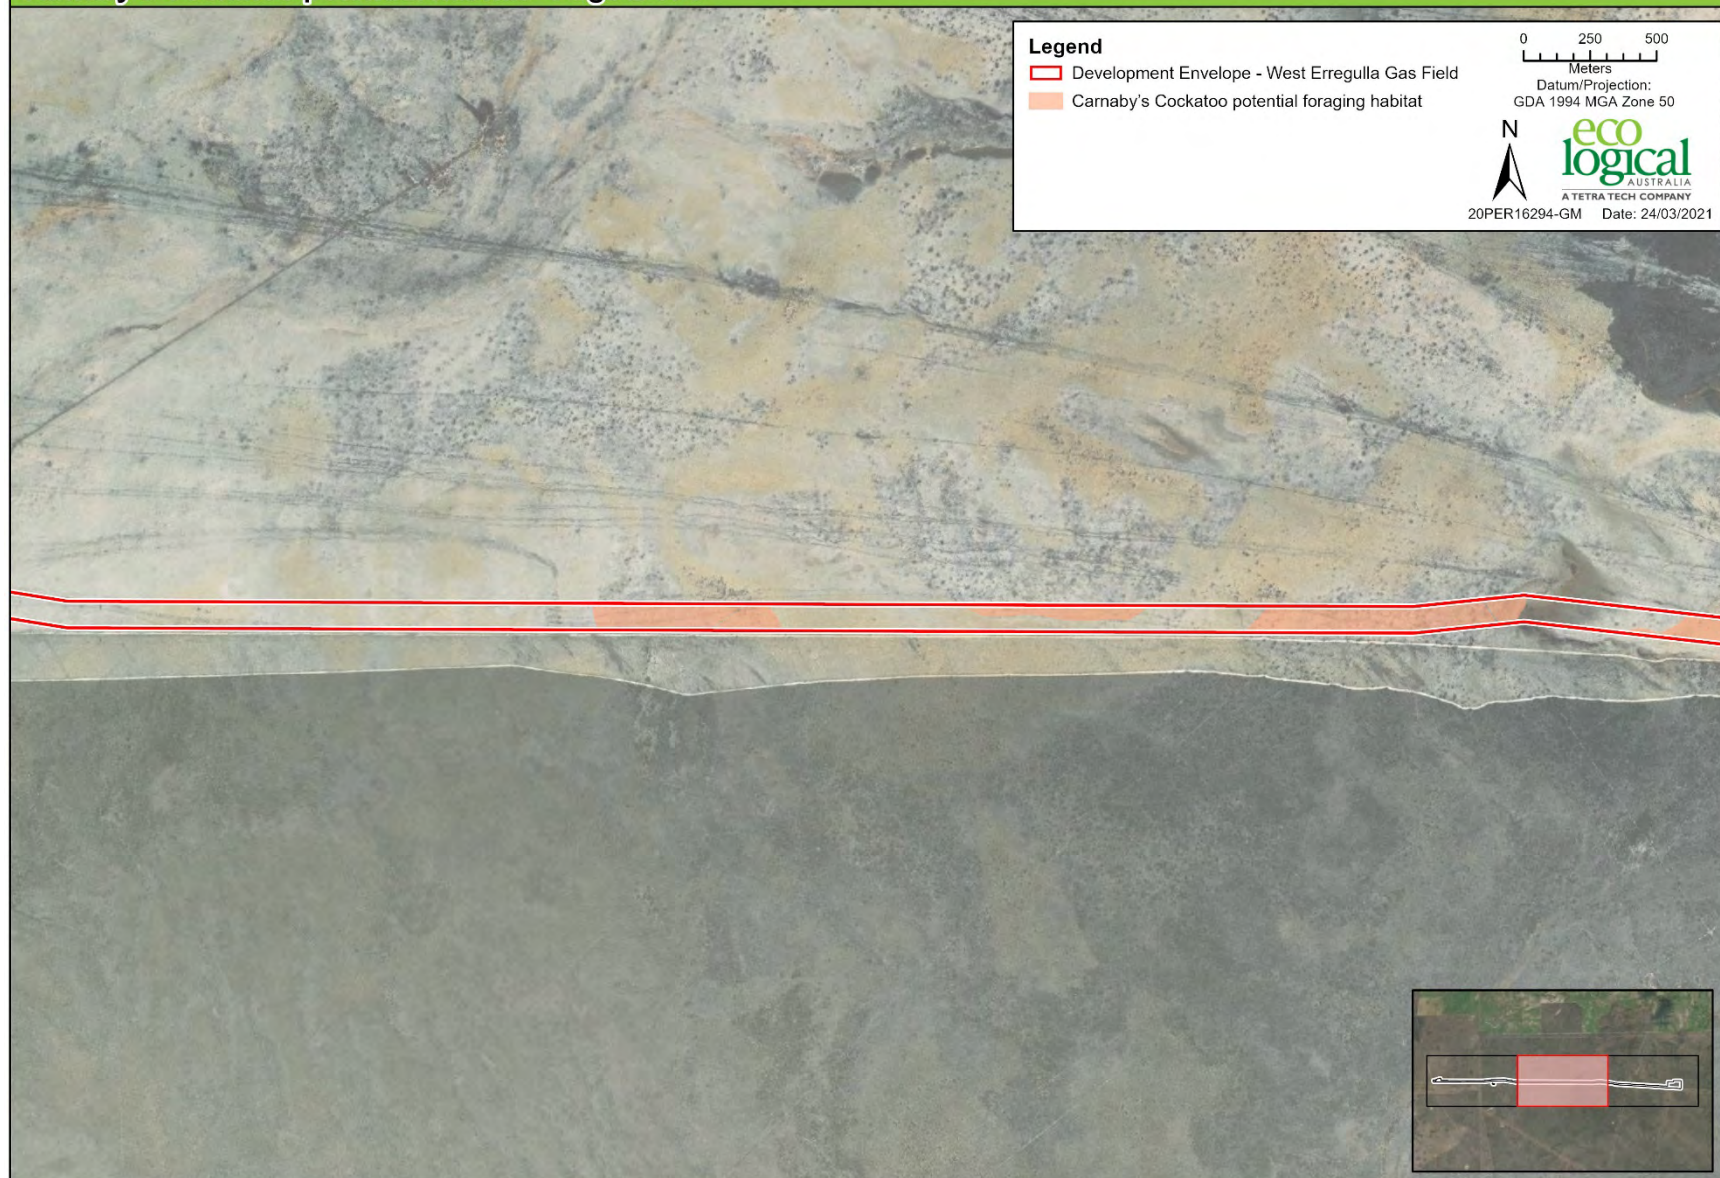 Legend
Development Envelope - West Erregulla Gas Field
Carnaby's Cockatoo potential foraging habitat
0 250 500
Meters
Datum/Projection:
GDA 1994 MGA Zone 50
N
eco
logical
AUSTRALIA
A TETRA TECH COMPANY
20PER16294-GM Date: 24/03/2021